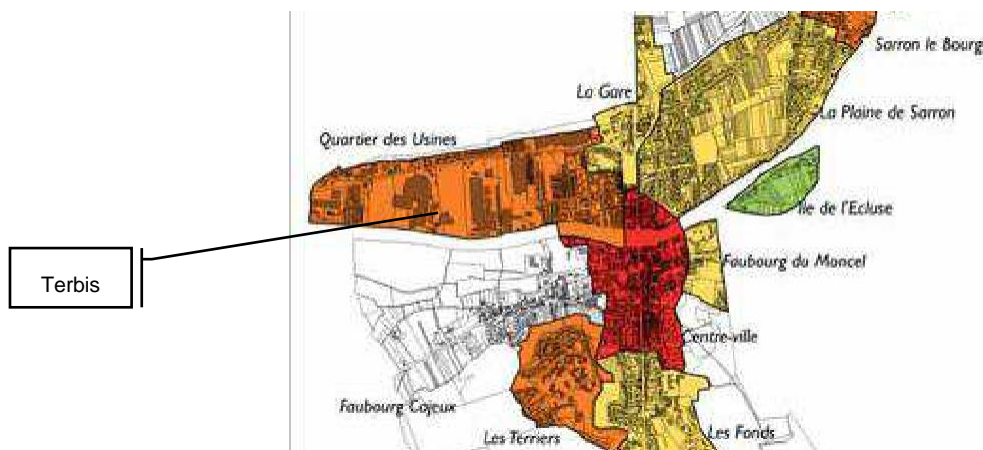 Sarron le Bourg
La Gare
La Plaine de Sarron
Quartier des Usines
Ile de l'Ecluse
Faubourg du Moncel
Terbis
Centre-ville
Faubourg Cajeux
Les Terriers
Les Fonds